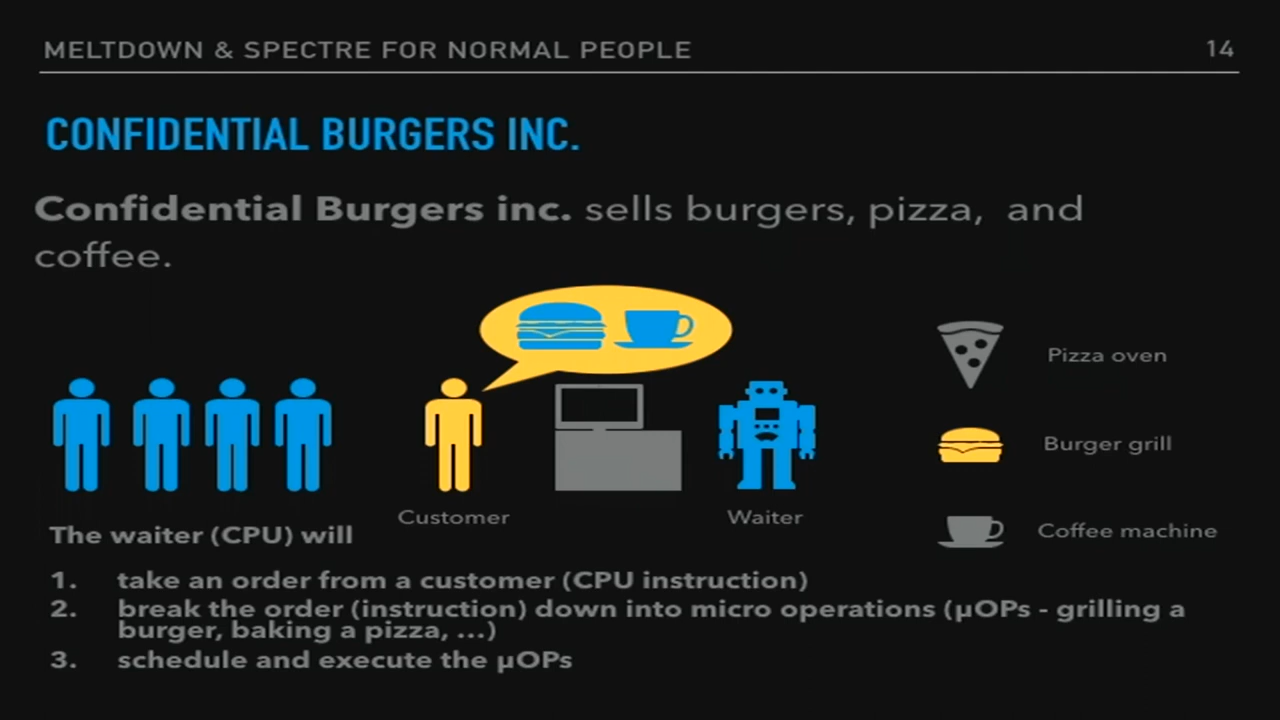 MELTDOWN & SPECTRE FOR NORMAL PEOPLE
14
CONFIDENTIAL BURGERS INC.
Confidential Burgers inc. sells burgers, pizza, and
coffee.
Pizza oven
Burger grill
Customer
Waiter
Coffee machine
The waiter (CPU) will
1. take an order from a customer (CPU instruction)
2. break the order (instruction) down into micro operations (µOPs - grilling a
burger, baking a pizza, ...)
3. schedule and execute the µOPs